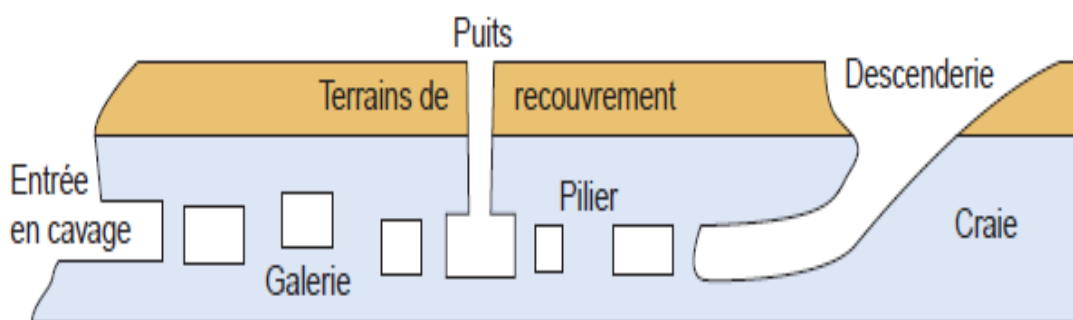 Puits
Descenderie
Terrains de recouvrement
Entrée
en cavage
Pilier
Craie
Galerie